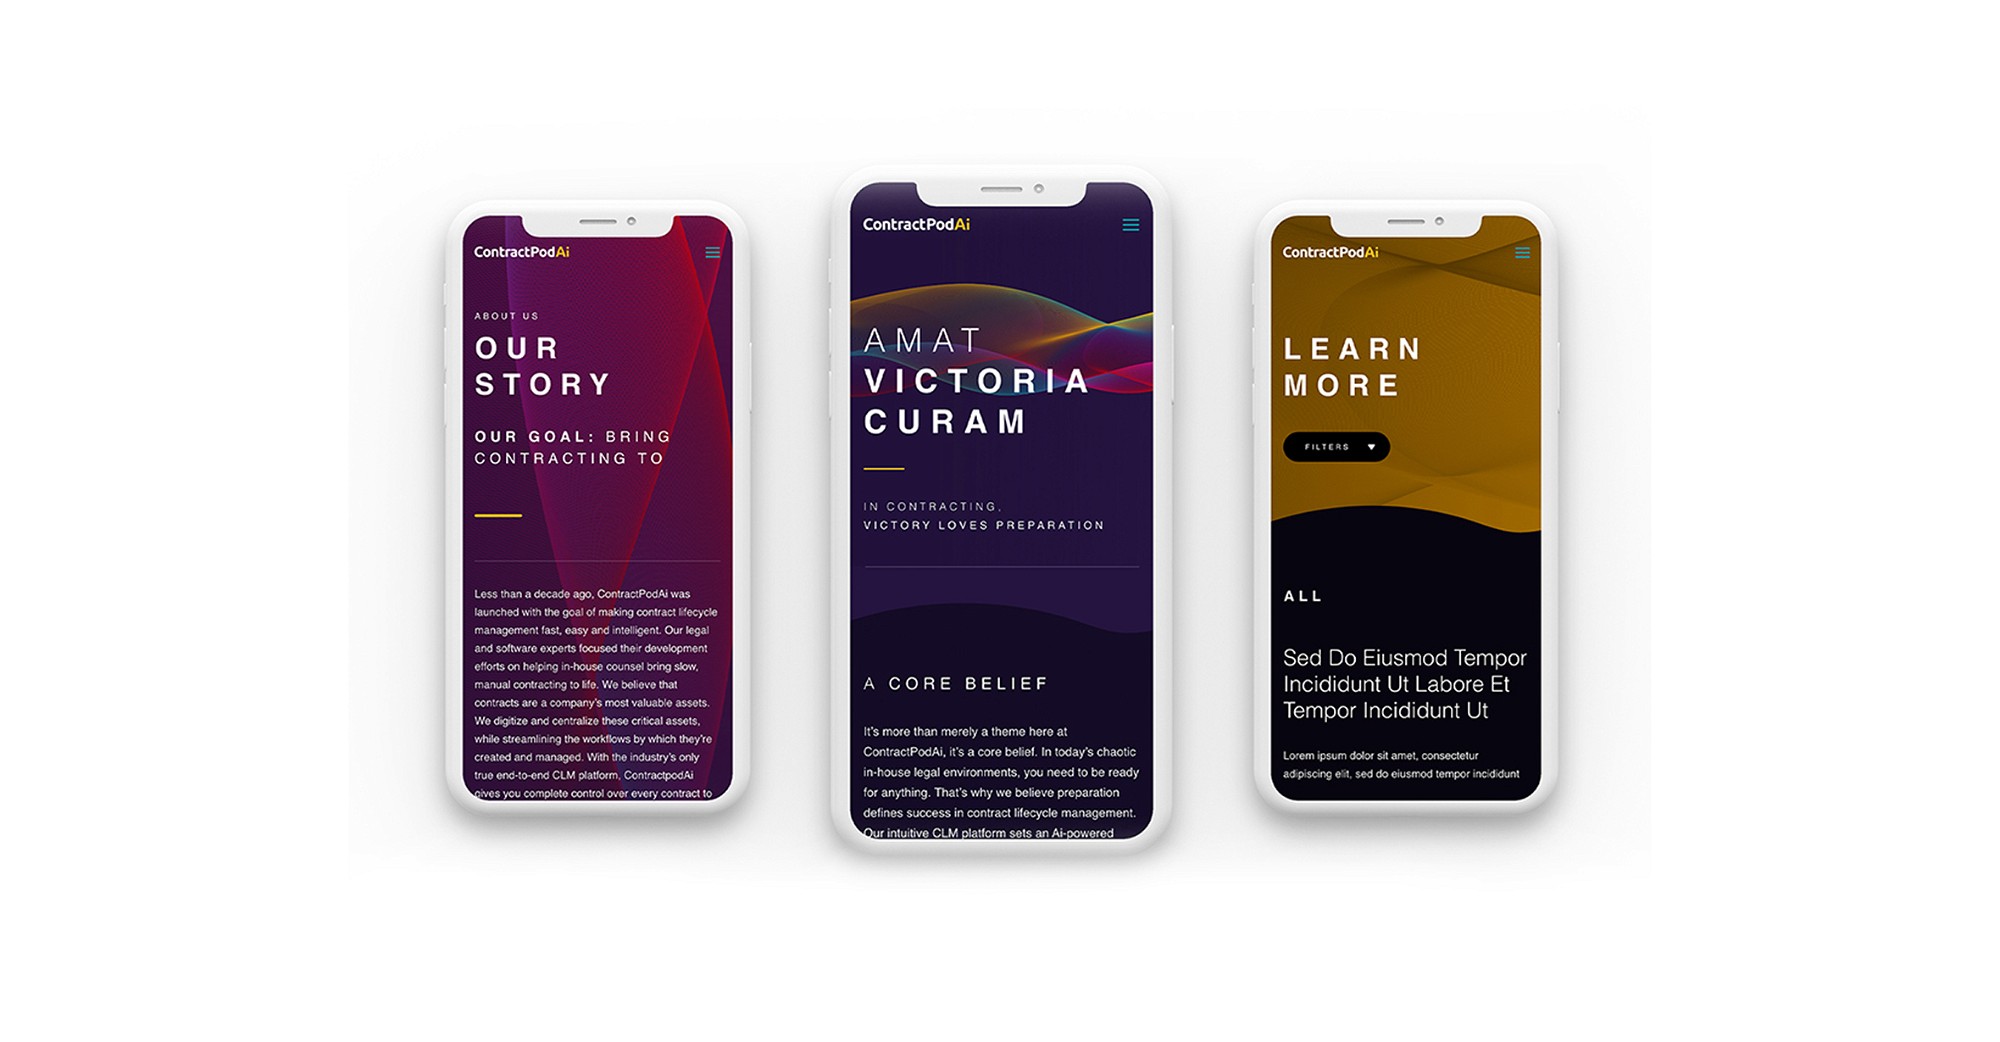 ContractPodAi
ABOUT US
OUR
STORY
OUR GOAL: BRING
CONTRACTING TO
Less than a decade ago, ContractPodAi was
launched with the goal of making contract lifecycle
management fast, easy and intelligent. Our legal
and software experts focused their development
efforts on helping in-house counsel bring slow,
manual contracting to life. We believe that
contracts are a company's most valuable assets.
We digitize and centralize these critical assets,
while streamlining the workflows by which they're
created and managed. With the industry's only
true end-to-end CLM platform, ContractpodAi
gives you complete control over every contract to
ContractPodAi
AMAT
VICTORIA
CURAM
IN CONTRACTING,
VICTORY LOVES PREPARATION
A CORE BELIEF
It's more than merely a theme here at
ContractPodAi, it's a core belief. In today's chaotic
in-house legal environments, you need to be ready
for anything. That's why we believe preparation
defines success in contract lifecycle management.
Our intuitive CLM platform sets an Ai-powered
ContractPodAi
LEARN
MORE
FILTERS
ALL
Sed Do Eiusmod Tempor
Incididunt Ut Labore Et
Tempor Incididunt Ut
Lorem ipsum dolor sit amet, consectetur
adipiscing elit, sed do eiusmod tempor incididunt